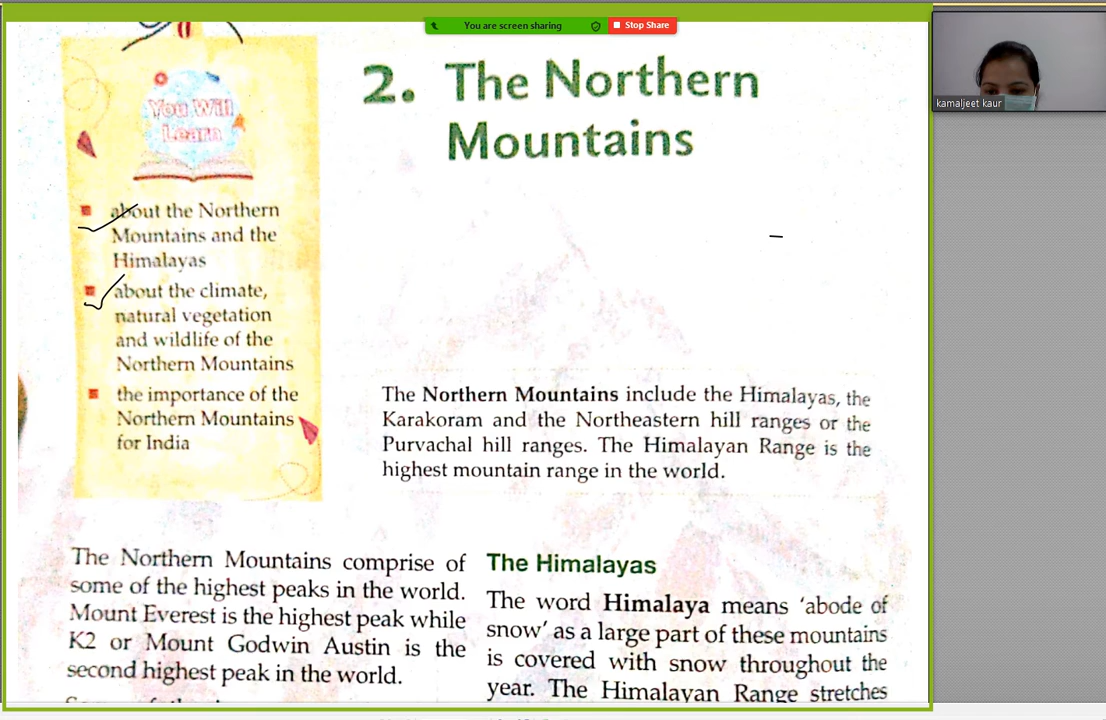 You are screen sharing
Stop Share
kamaljeet kaur
You Will
Learn
about the Northern
Mountains and the
Himalayas
about the climate,
natural vegetation
and wildlife of the
Northern Mountains
the importance of the
Northern Mountains
for India
2. The Northern
Mountains
The Northern Mountains include the Himalayas, the
Karakoram and the Northeastern hill ranges or the
Purvachal hill ranges. The Himalayan Range is the
highest mountain range in the world.
The Northern Mountains comprise of
some of the highest peaks in the world.
Mount Everest is the highest peak while
K2 or Mount Godwin Austin is the
second highest peak in the world.
The Himalayas
The word Himalaya means ‘abode of
snow’ as a large part of these mountains
is covered with snow throughout the
year. The Himalayan Range stretches